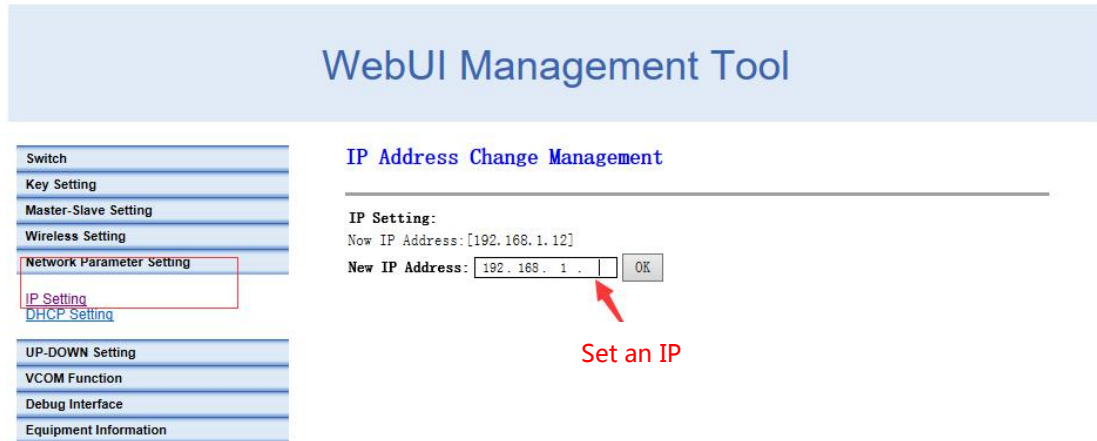 WebUI Management Tool
Switch
Key Setting
Master-Slave Setting
Wireless Setting
Network Parameter Setting
IP Setting
DHCP Setting
UP-DOWN Setting
VCOM Function
Debug Interface
Equipment Information
IP Address Change Management
IP Setting:
Now IP Address:[192.168.1.12]
New IP Address: 192.168. 1 . OK
Set an IP